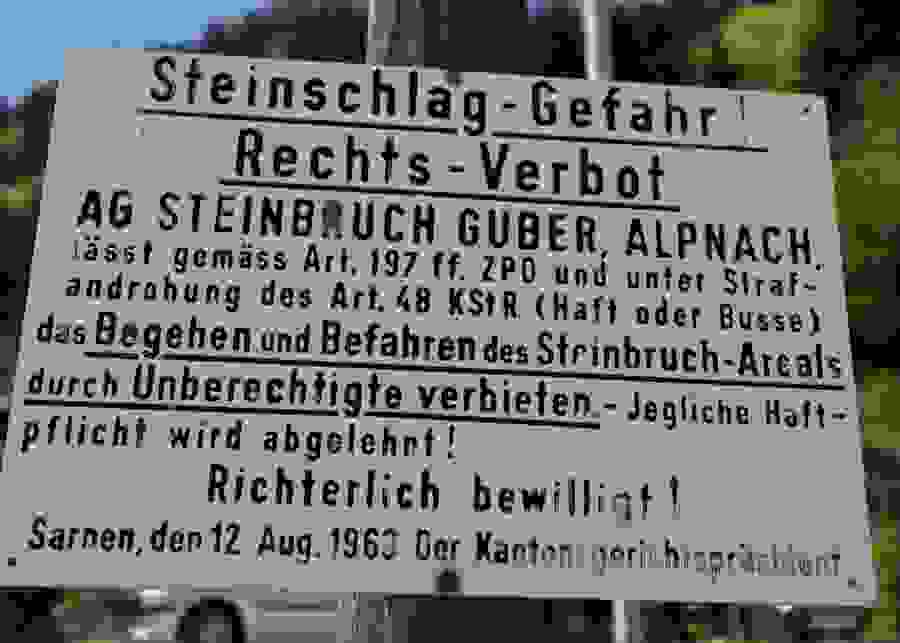 Steinschlag-Gefahr!
Rechts-Verbot
AG STEINBRUCH GUBER, ALPNACH,
lässt gemäss Art. 197 ff. ZPO und unter Straf-
androhung des Art. 48 KStR (Haft oder Busse)
das Begehen und Befahren des Steinbruch-Areals
durch Unberechtigte verbieten.- Jegliche Haft-
pflicht wird abgelehnt!
Richterlich bewilligt!
Sarnen, den 12 Aug. 1963 Der Kantonsgerichtspräsident